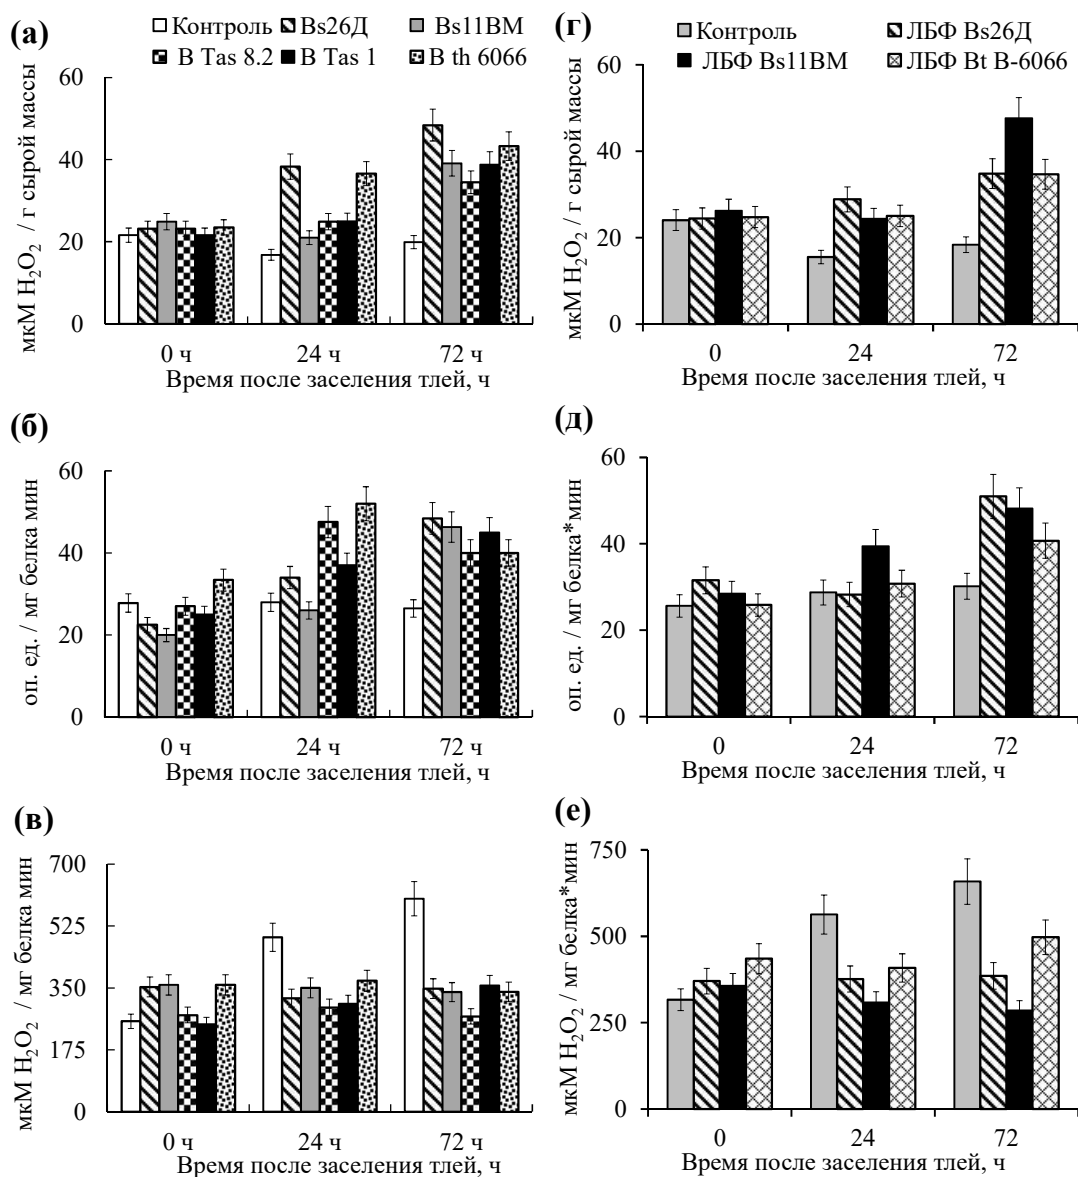 (а)
Контроль Bs26Д Bs11ВМ
B Tas 8.2 B Tas 1 B th 6066
60
40
20
0
мкМ H₂O₂ / г сырой массы
0 ч 24 ч 72 ч
Время после заселения тлей, ч
(г)
Контроль ЛБФ Bs26Д
ЛБФ Bs11ВМ ЛБФ Bt B-6066
60
40
20
0
мкМ H₂O₂ / г сырой массы
0 24 72
Время после заселения тлей, ч
(б)
60
40
20
0
оп. ед. / мг белка мин
0 ч 24 ч 72 ч
Время после заселения тлей, ч
(д)
60
40
20
0
оп. ед. / мг белка*мин
0 24 72
Время после заселения тлей, ч
(в)
700
525
350
175
0
мкМ H₂O₂ / мг белка мин
0 ч 24 ч 72 ч
Время после заселения тлей, ч
(е)
750
500
250
0
мкМ H₂O₂ / мг белка*мин
0 24 72
Время после заселения тлей, ч